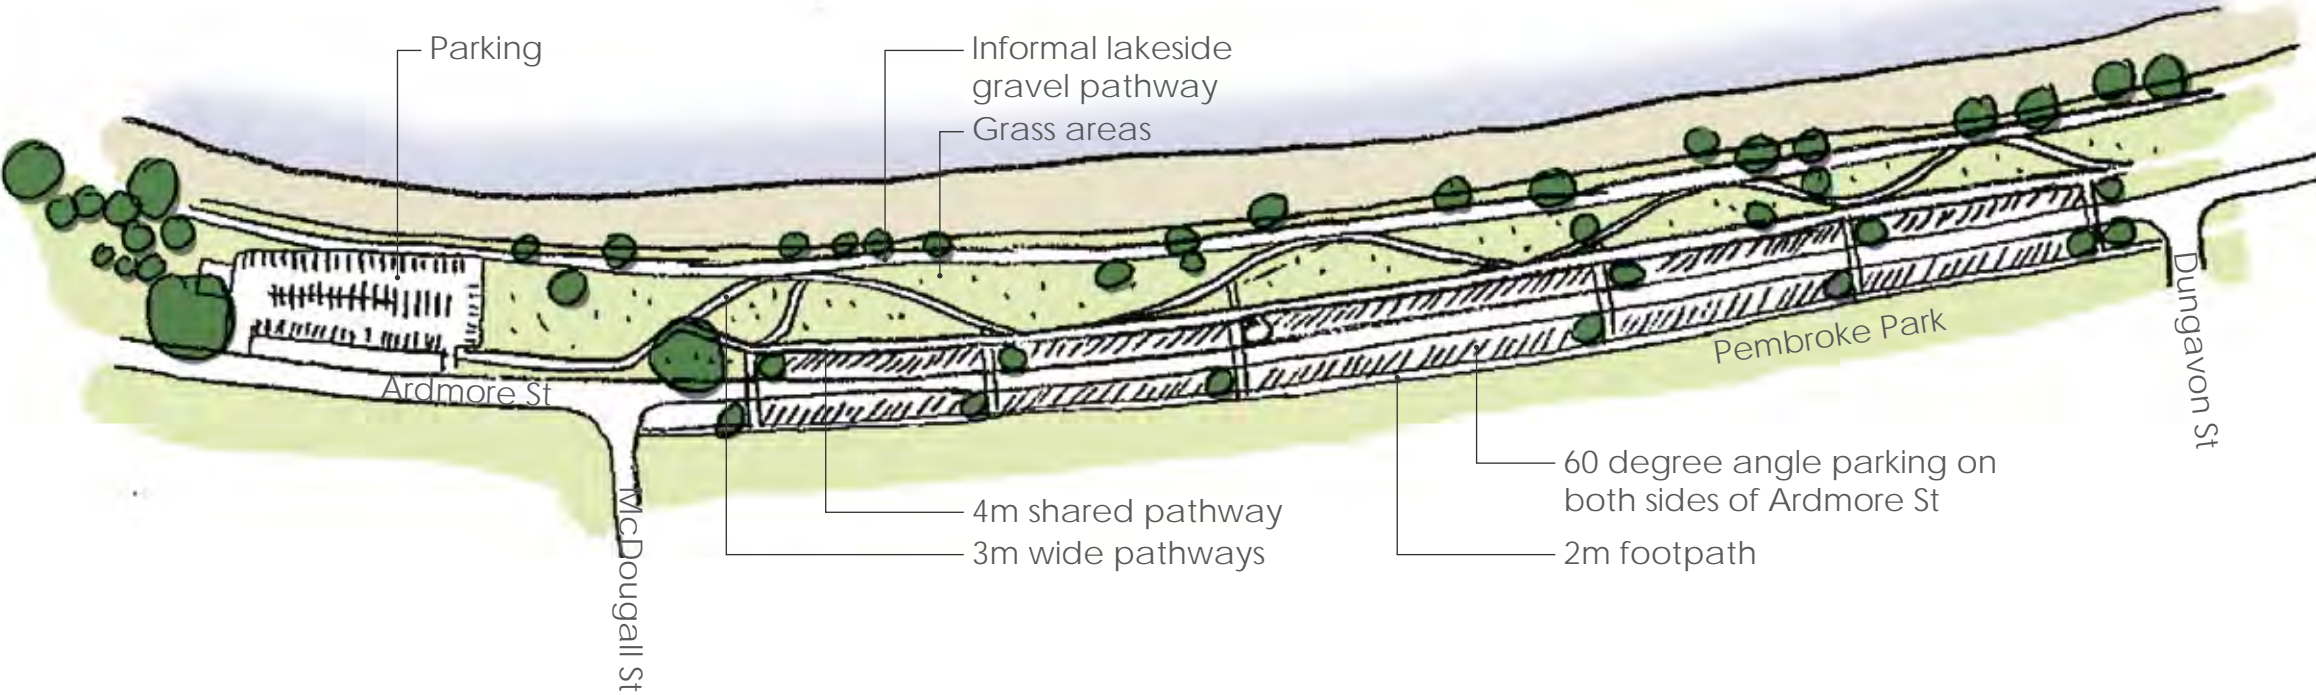 Parking
Informal lakeside
gravel pathway
Grass areas
Ardmore St
McDougall St
Pembroke Park
Dungavon St
4m shared pathway
3m wide pathways
60 degree angle parking on
both sides of Ardmore St
2m footpath